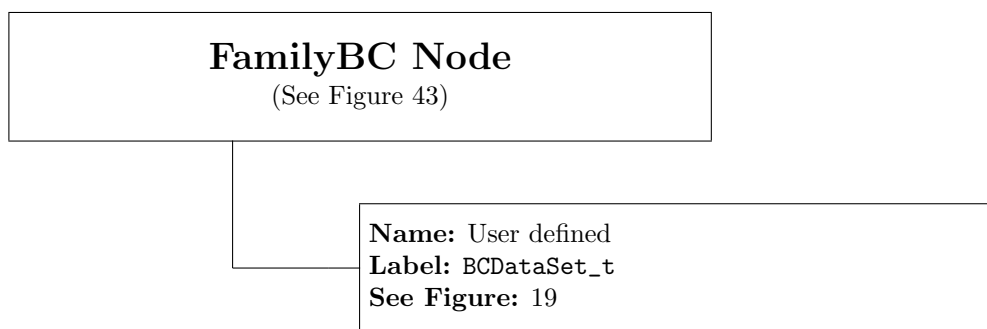 FamilyBC Node
(See Figure 43)
Name: User defined
Label: BCDataSet_t
See Figure: 19